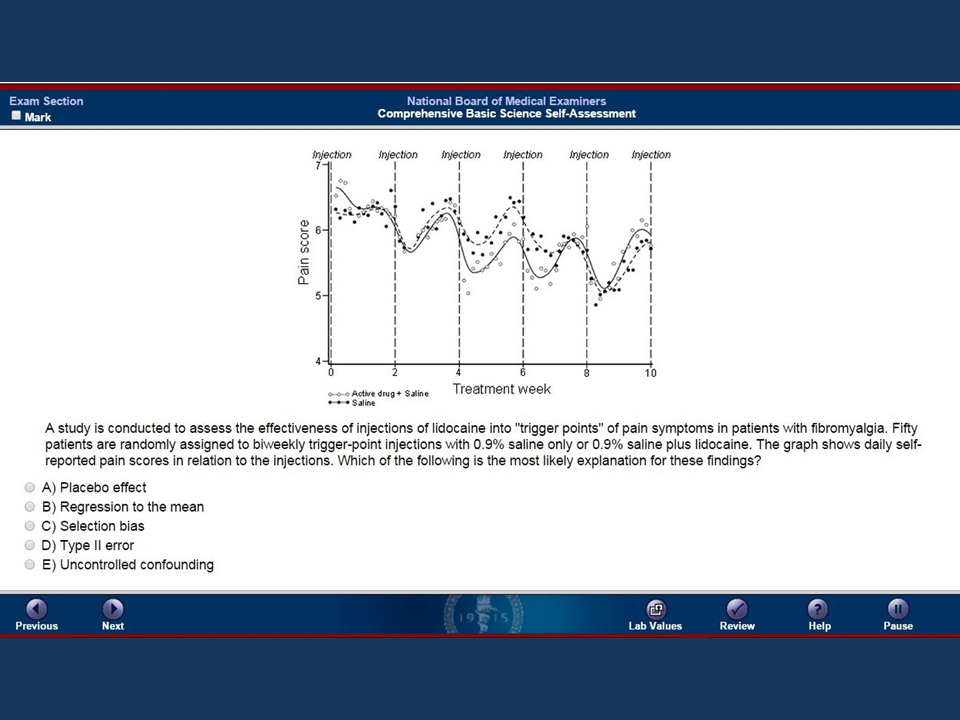 Exam Section
Mark
National Board of Medical Examiners
Comprehensive Basic Science Self-Assessment
Injection Injection Injection Injection Injection Injection
7
6
5
4
Pain score
0 2 4 6 8 10
Treatment week
Active drug + Saline
Saline
A study is conducted to assess the effectiveness of injections of lidocaine into "trigger points" of pain symptoms in patients with fibromyalgia. Fifty
patients are randomly assigned to biweekly trigger-point injections with 0.9% saline only or 0.9% saline plus lidocaine. The graph shows daily self-
reported pain scores in relation to the injections. Which of the following is the most likely explanation for these findings?
A) Placebo effect
B) Regression to the mean
C) Selection bias
D) Type II error
E) Uncontrolled confounding
1915
Previous Next Lab Values Review Help Pause